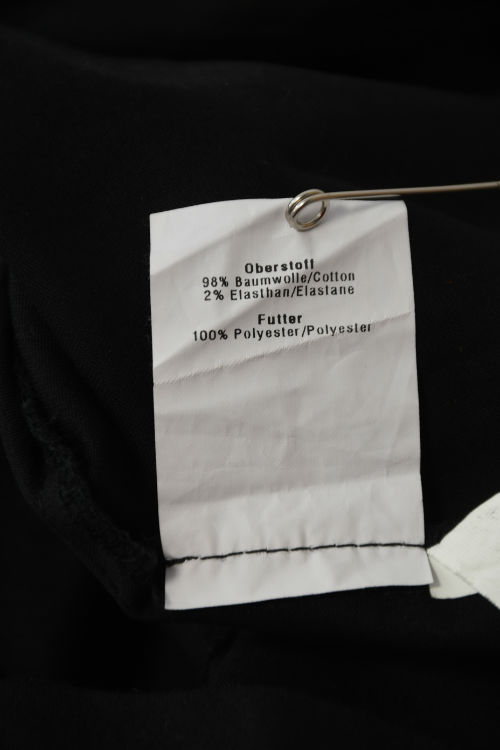 Oberstoff
98% Baumwolle/Cotton
2% Elasthan/Elastane
Futter
100% Polyester/Polyester